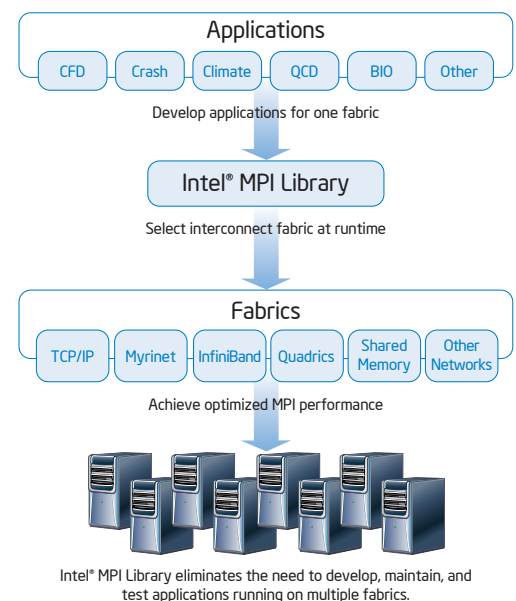 Applications
CFD
Crash
Climate
QCD
BIO
Other
Develop applications for one fabric
Intel® MPI Library
Select interconnect fabric at runtime
Fabrics
TCP/IP
Myrinet
InfiniBand
Quadrics
Shared
Memory
Other
Networks
Achieve optimized MPI performance
Intel® MPI Library eliminates the need to develop, maintain, and
test applications running on multiple fabrics.